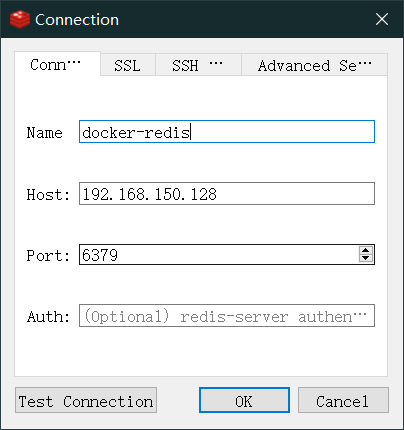 Connection
Conn⋯
SSL
SSH ⋯
Advanced Se⋯
Name
docker-redis
Host:
192.168.150.128
Port:
6379
Auth:
(Optional) redis-server authen⋯
Test Connection
OK
Cancel